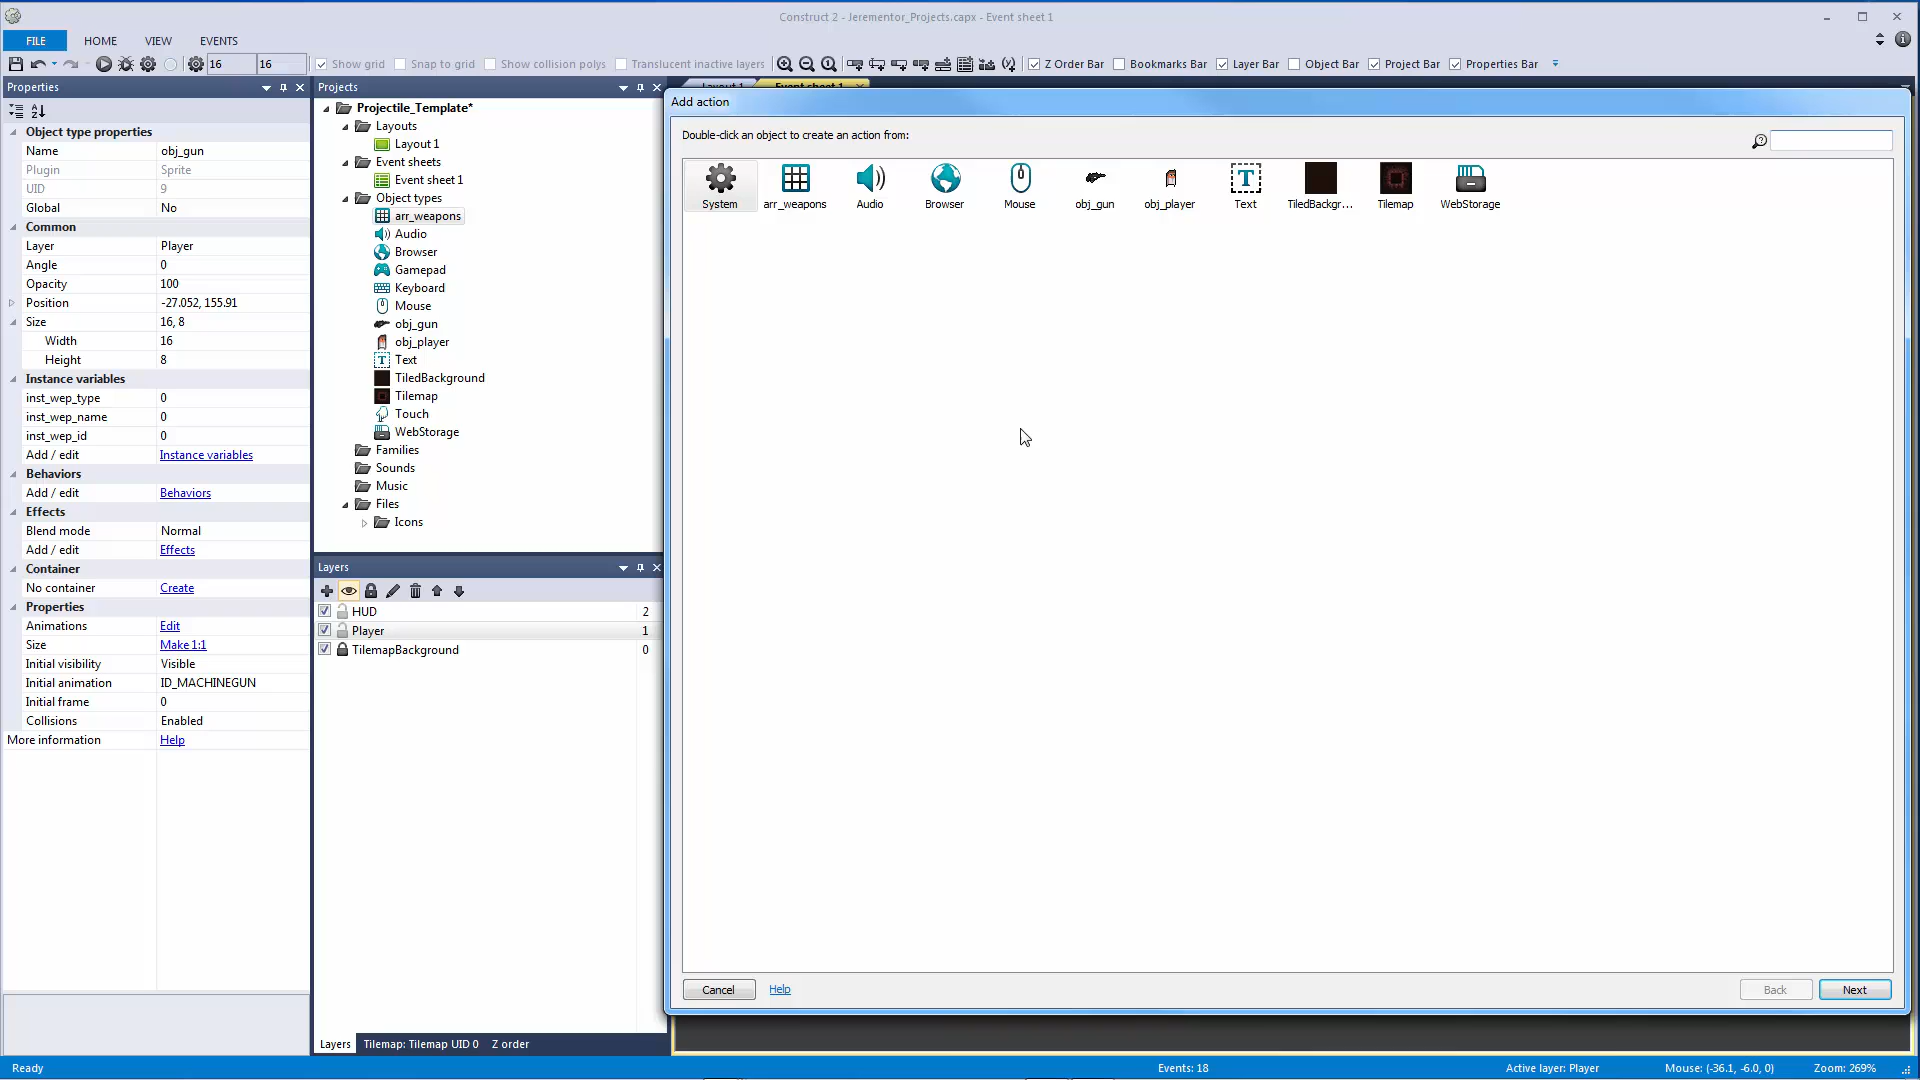 Construct 2 - Jerementor_Projects.capx - Event sheet 1
FILE HOME VIEW EVENTS
16 16 Show grid Snap to grid Show collision polys Translucent inactive layers Z Order Bar Bookmarks Bar Layer Bar Object Bar Project Bar Properties Bar
Properties
Object type properties
Name obj_gun
Plugin Sprite
UID 9
Global No
Common
Layer Player
Angle 0
Opacity 100
Position -27.052, 155.91
Size 16, 8
Width 16
Height 8
Instance variables
inst_wep_type 0
inst_wep_name 0
inst_wep_id 0
Add / edit Instance variables
Behaviors
Add / edit Behaviors
Effects
Blend mode Normal
Add / edit Effects
Container
No container Create
Properties
Animations Edit
Size Make 1:1
Initial visibility Visible
Initial animation ID_MACHINEGUN
Initial frame 0
Collisions Enabled
More information Help
Projects
Projectile_Template*
Layouts
Layout 1
Event sheets
Event sheet 1
Object types
arr_weapons
Audio
Browser
Gamepad
Keyboard
Mouse
obj_gun
obj_player
Text
TiledBackground
Tilemap
Touch
WebStorage
Families
Sounds
Music
Files
Icons
Layers
HUD 2
Player 1
TilemapBackground 0
Layers Tilemap: Tilemap UID 0 Z order
Layout 1 Event sheet 1
Add action
Double-click an object to create an action from:
System arr_weapons Audio Browser Mouse obj_gun obj_player Text TiledBackgr... Tilemap WebStorage
Cancel Help Back Next
Ready Events: 18 Active layer: Player Mouse: (-36.1, -6.0, 0) Zoom: 269%